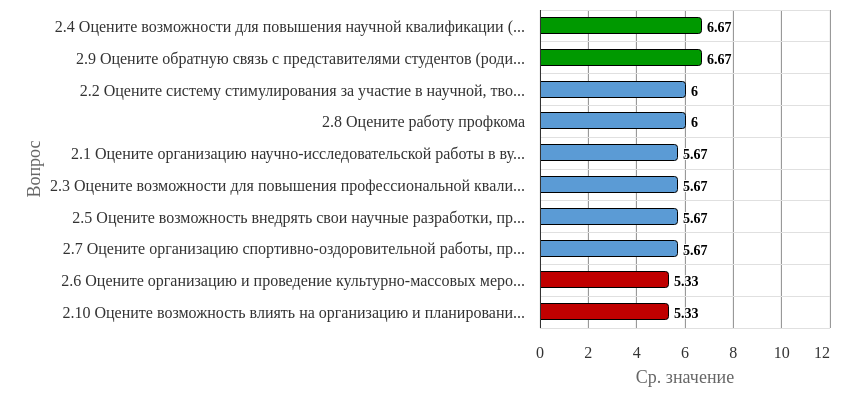 2.4 Оцените возможности для повышения научной квалификации (... 6.67
2.9 Оцените обратную связь с представителями студентов (роди... 6.67
2.2 Оцените систему стимулирования за участие в научной, тво... 6
2.8 Оцените работу профкома 6
2.1 Оцените организацию научно-исследовательской работы в ву... 5.67
2.3 Оцените возможности для повышения профессиональной квали... 5.67
2.5 Оцените возможность внедрять свои научные разработки, пр... 5.67
2.7 Оцените организацию спортивно-оздоровительной работы, пр... 5.67
2.6 Оцените организацию и проведение культурно-массовых меро... 5.33
2.10 Оцените возможность влиять на организацию и планировани... 5.33
Вопрос
0 2 4 6 8 10 12
Ср. значение